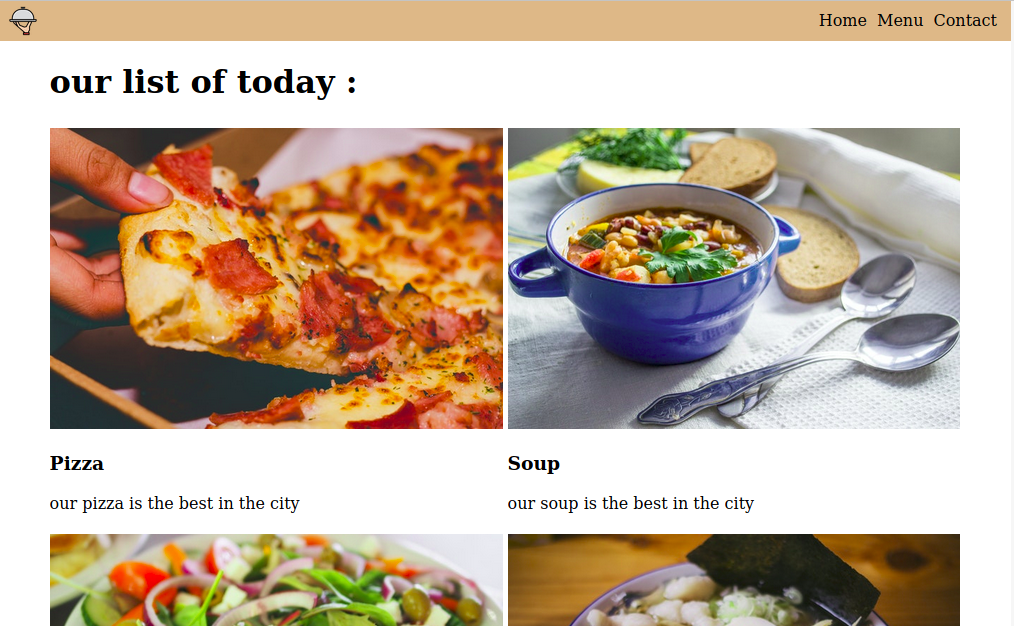 Home Menu Contact
our list of today :
Pizza
Soup
our pizza is the best in the city
our soup is the best in the city